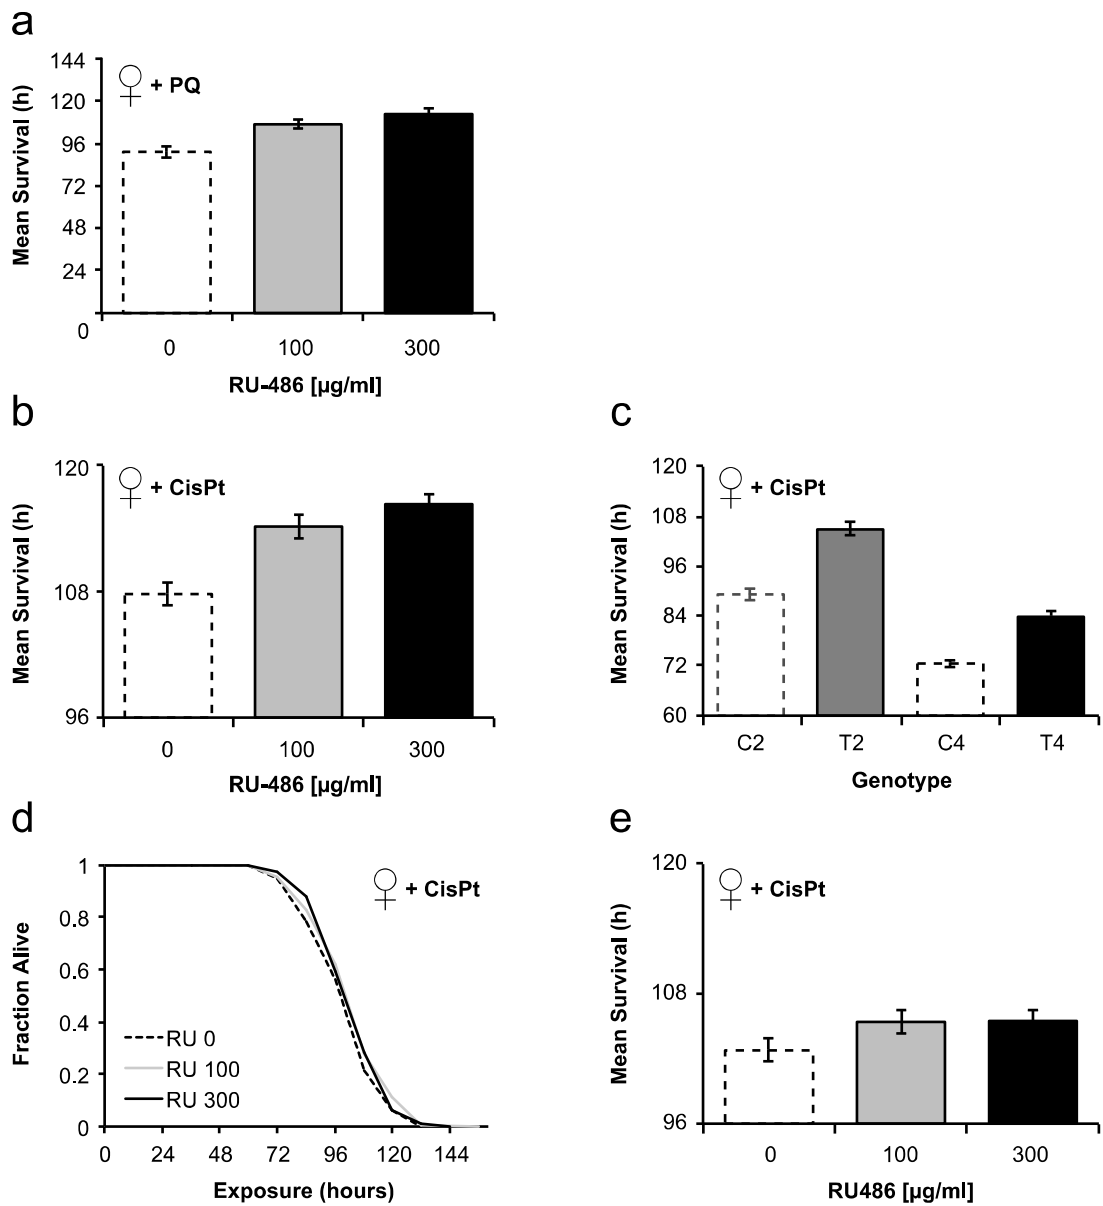 a
144
120
96
72
48
24
0
Mean Survival (h)
♀ + PQ
0 100 300
RU-486 [µg/ml]
b
120
108
96
Mean Survival (h)
♀ + CisPt
0 100 300
RU-486 [µg/ml]
c
120
108
96
84
72
60
Mean Survival (h)
♀ + CisPt
C2 T2 C4 T4
Genotype
d
1
0.8
0.6
0.4
0.2
0
Fraction Alive
♀ + CisPt
RU 0
RU 100
RU 300
0 24 48 72 96 120 144
Exposure (hours)
e
120
108
96
Mean Survival (h)
♀ + CisPt
0 100 300
RU486 [µg/ml]